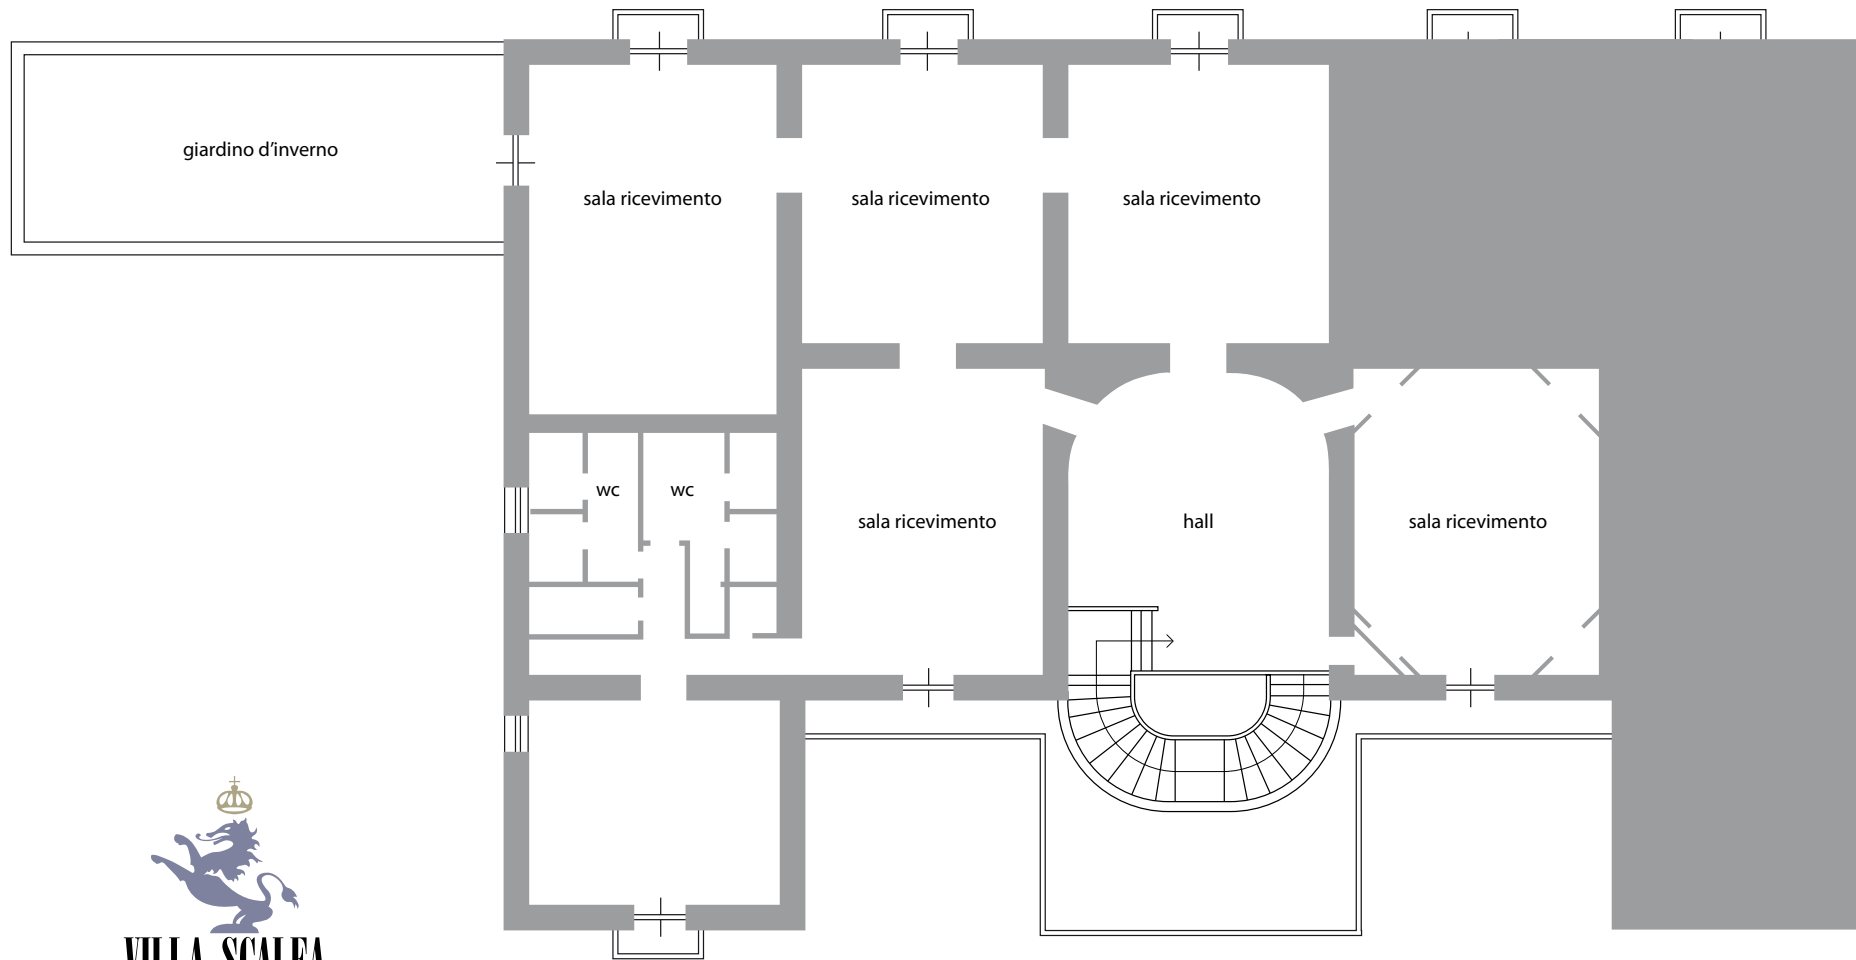 giardino d’inverno
sala ricevimento
sala ricevimento
sala ricevimento
wc
wc
sala ricevimento
hall
sala ricevimento
VILLA SCALEA